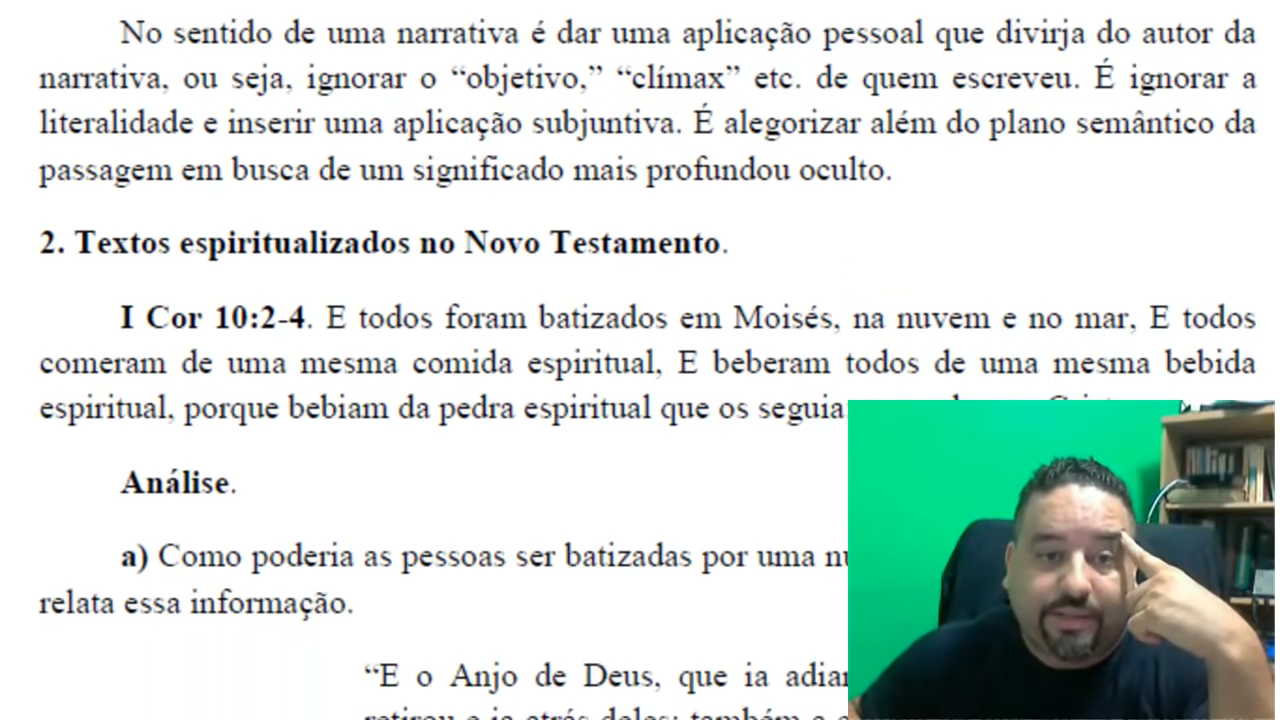 No sentido de uma narrativa é dar uma aplicação pessoal que divirja do autor da
narrativa, ou seja, ignorar o “objetivo,” “clímax” etc. de quem escreveu. É ignorar a
literalidade e inserir uma aplicação subjuntiva. É alegorizar além do plano semântico da
passagem em busca de um significado mais profundou oculto.
2. Textos espiritualizados no Novo Testamento.
I Cor 10:2-4. E todos foram batizados em Moisés, na nuvem e no mar, E todos
comeram de uma mesma comida espiritual, E beberam todos de uma mesma bebida
espiritual, porque bebiam da pedra espiritual que os
Análise.
a) Como poderia as pessoas ser batizadas por uma
relata essa informação.
“E o Anjo de Deus, que ia